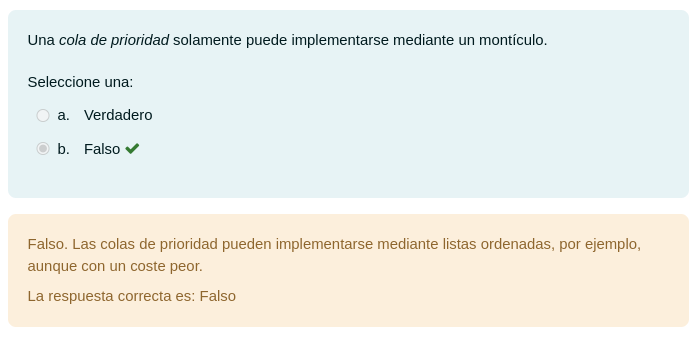 Una cola de prioridad solamente puede implementarse mediante un montículo.
Seleccione una:
a. Verdadero
b. Falso
Falso. Las colas de prioridad pueden implementarse mediante listas ordenadas, por ejemplo,
aunque con un coste peor.
La respuesta correcta es: Falso